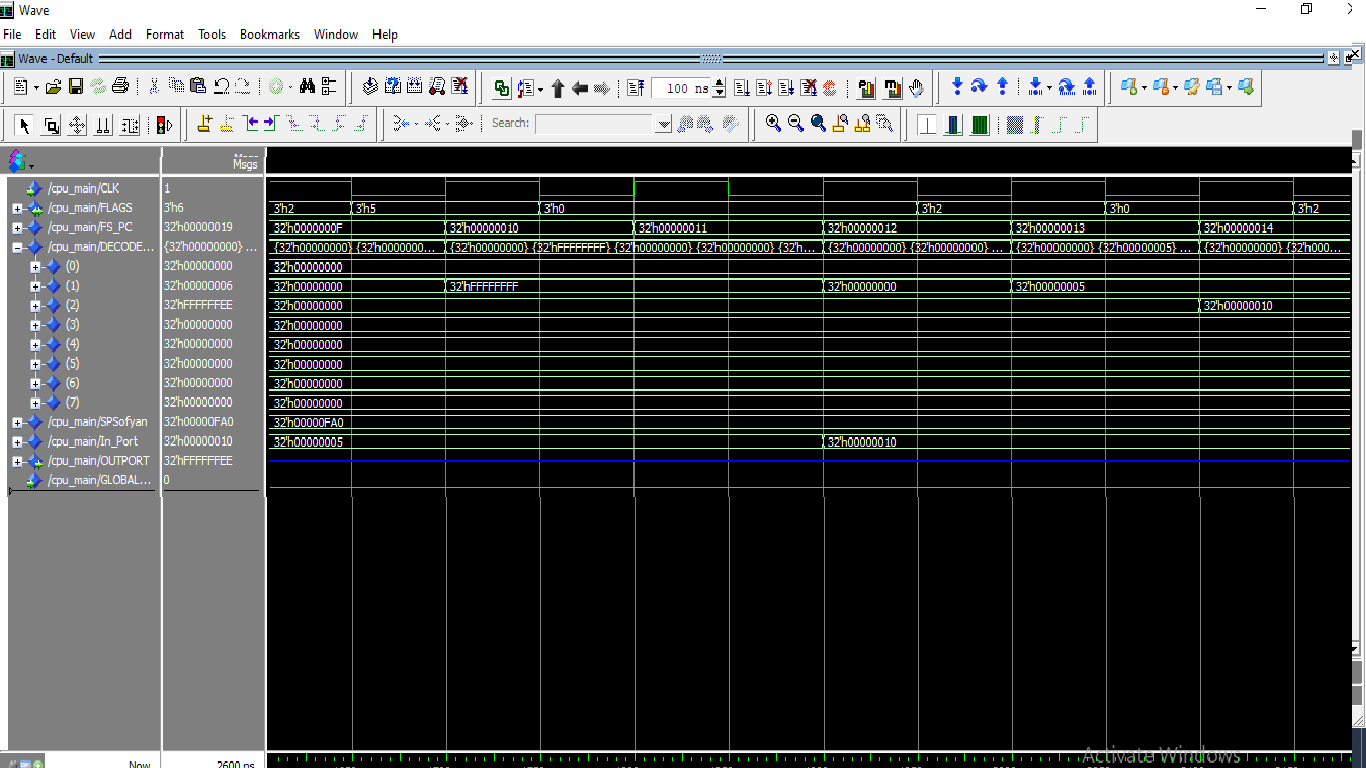 Wave
File Edit View Add Format Tools Bookmarks Window Help
Wave - Default
100 ns
Search:
Msgs
/cpu_main/CLK 1
/cpu_main/FLAGS 3'h6 3'h2 3'h5 3'h0 3'h2 3'h0 3'h2
/cpu_main/FS_PC 32'h00000019 32'h0000000F 32'h00000010 32'h00000011 32'h00000012 32'h00000013 32'h00000014
/cpu_main/DECODE... {32'h00000000} ... {32'h00000000} {32'h0000000... {32'h00000000} {32'hFFFFFFFF} {32'h00000000} {32'h00000000} {32'h... {32'h00000000} {32'h00000000} ... {32'h00000000} {32'h00000005} ... {32'h00000000} {32'h000...
(0) 32'h00000000 32'h00000000
(1) 32'h00000006 32'h00000000 32'hFFFFFFFF 32'h00000000 32'h00000005
(2) 32'hFFFFFFEE 32'h00000000 32'h00000010
(3) 32'h00000000 32'h00000000
(4) 32'h00000000 32'h00000000
(5) 32'h00000000 32'h00000000
(6) 32'h00000000 32'h00000000
(7) 32'h00000000 32'h00000000
/cpu_main/SPSofyan 32'h00000FA0 32'h00000FA0
/cpu_main/In_Port 32'h00000010 32'h00000005 32'h00000010
/cpu_main/OUTPORT 32'hFFFFFFEE
/cpu_main/GLOBAL... 0
Now 2600 ns
Activate Windows